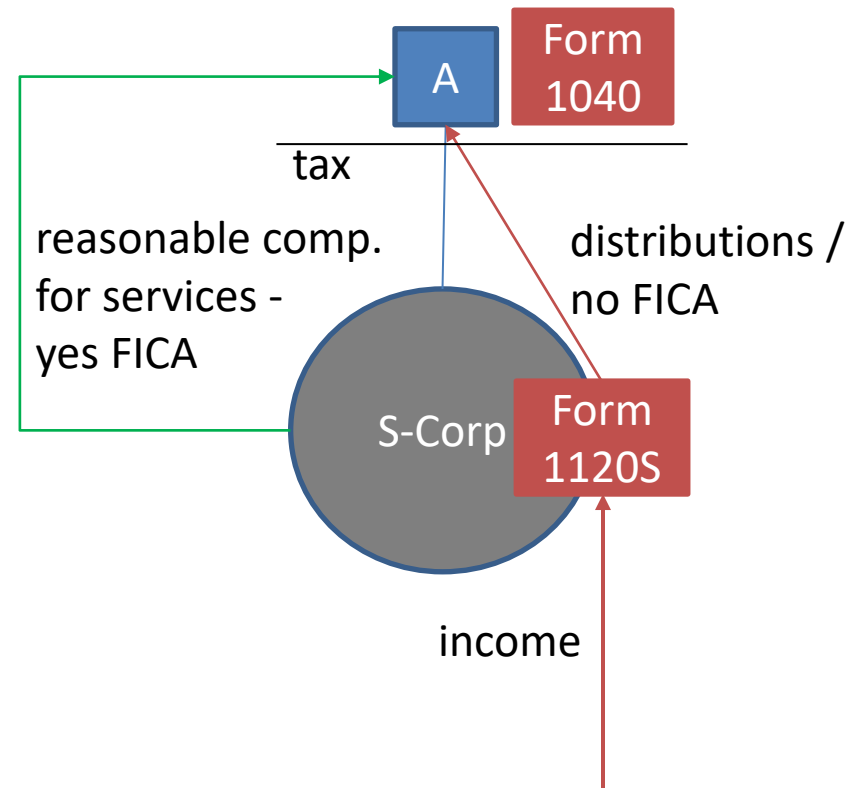 A
Form
1040
tax
reasonable comp.
for services -
yes FICA
distributions /
no FICA
S-Corp
Form
1120S
income